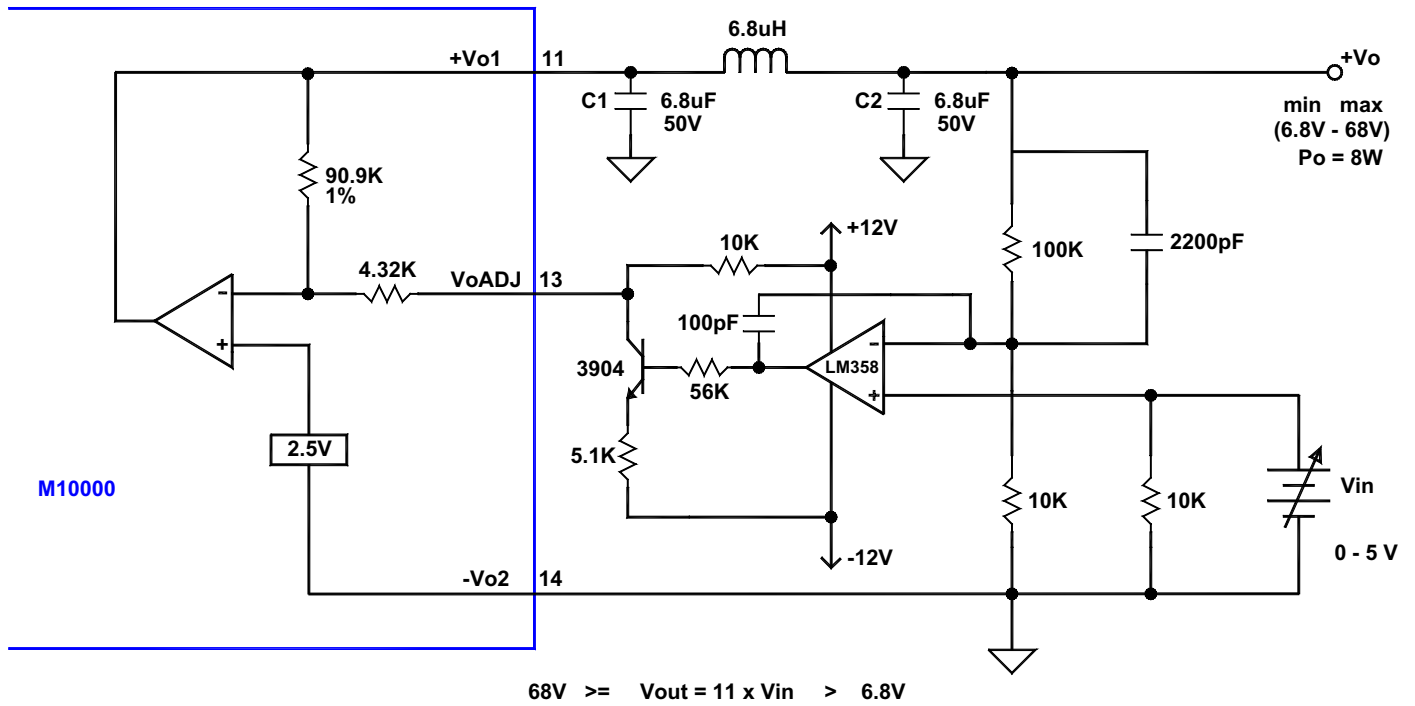 6.8uH
+Vo1
11
+Vo
C1
6.8uF
50V
C2
6.8uF
50V
min max
(6.8V - 68V)
Po = 8W
90.9K
1%
10K
+12V
100K
2200pF
4.32K
VoADJ
13
100pF
-
+
3904
56K
LM358
-
+
2.5V
5.1K
M10000
10K
10K
Vin
0 - 5 V
-12V
-Vo2
14
68V >= Vout = 11 x Vin > 6.8V